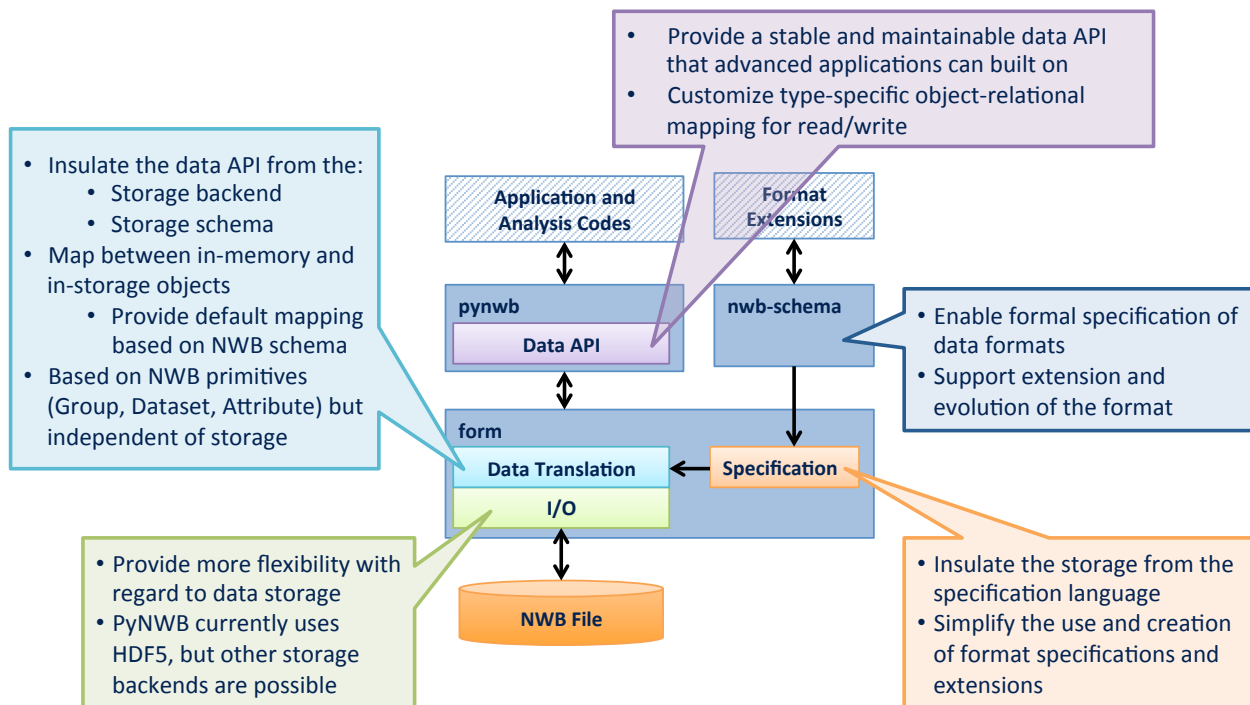 • Provide a stable and maintainable data API
that advanced applications can built on
• Customize type-specific object-relational
mapping for read/write
• Insulate the data API from the:
• Storage backend
• Storage schema
• Map between in-memory and
in-storage objects
• Provide default mapping
based on NWB schema
• Based on NWB primitives
(Group, Dataset, Attribute) but
independent of storage
Application and
Analysis Codes
Format
Extensions
pynwb
Data API
nwb-schema
• Enable formal specification of
data formats
• Support extension and
evolution of the format
form
Data Translation
I/O
Specification
NWB File
• Provide more flexibility with
regard to data storage
• PyNWB currently uses
HDF5, but other storage
backends are possible
• Insulate the storage from the
specification language
• Simplify the use and creation
of format specifications and
extensions